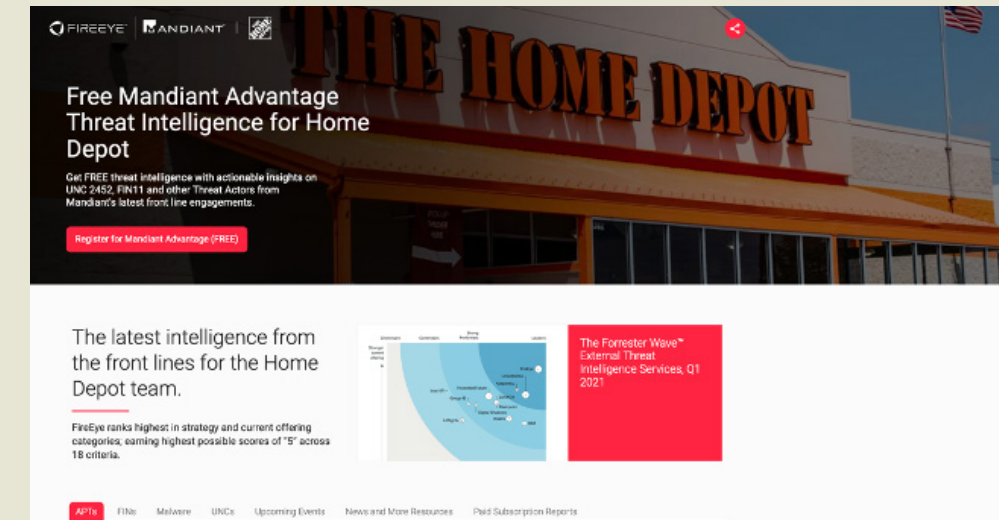 FIREEYE MANDIANT THE HOME
THE HOME DEPOT
Free Mandiant Advantage
Threat Intelligence for Home
Depot
Get FREE threat intelligence with actionable insights on
UNC 2452, FIN11 and other Threat Actors from
Mandiant's latest front line engagements.
Register for Mandiant Advantage (FREE)
The latest intelligence from
the front lines for the Home
Depot team.
FireEye ranks highest in strategy and current offering
categories; earning highest possible scores of "5" across
18 criteria.
The Forrester Wave™
External Threat
Intelligence Services, Q1
2021
APTs FINs Malware UNCs Upcoming Events News and More Resources Paid Subscription Reports